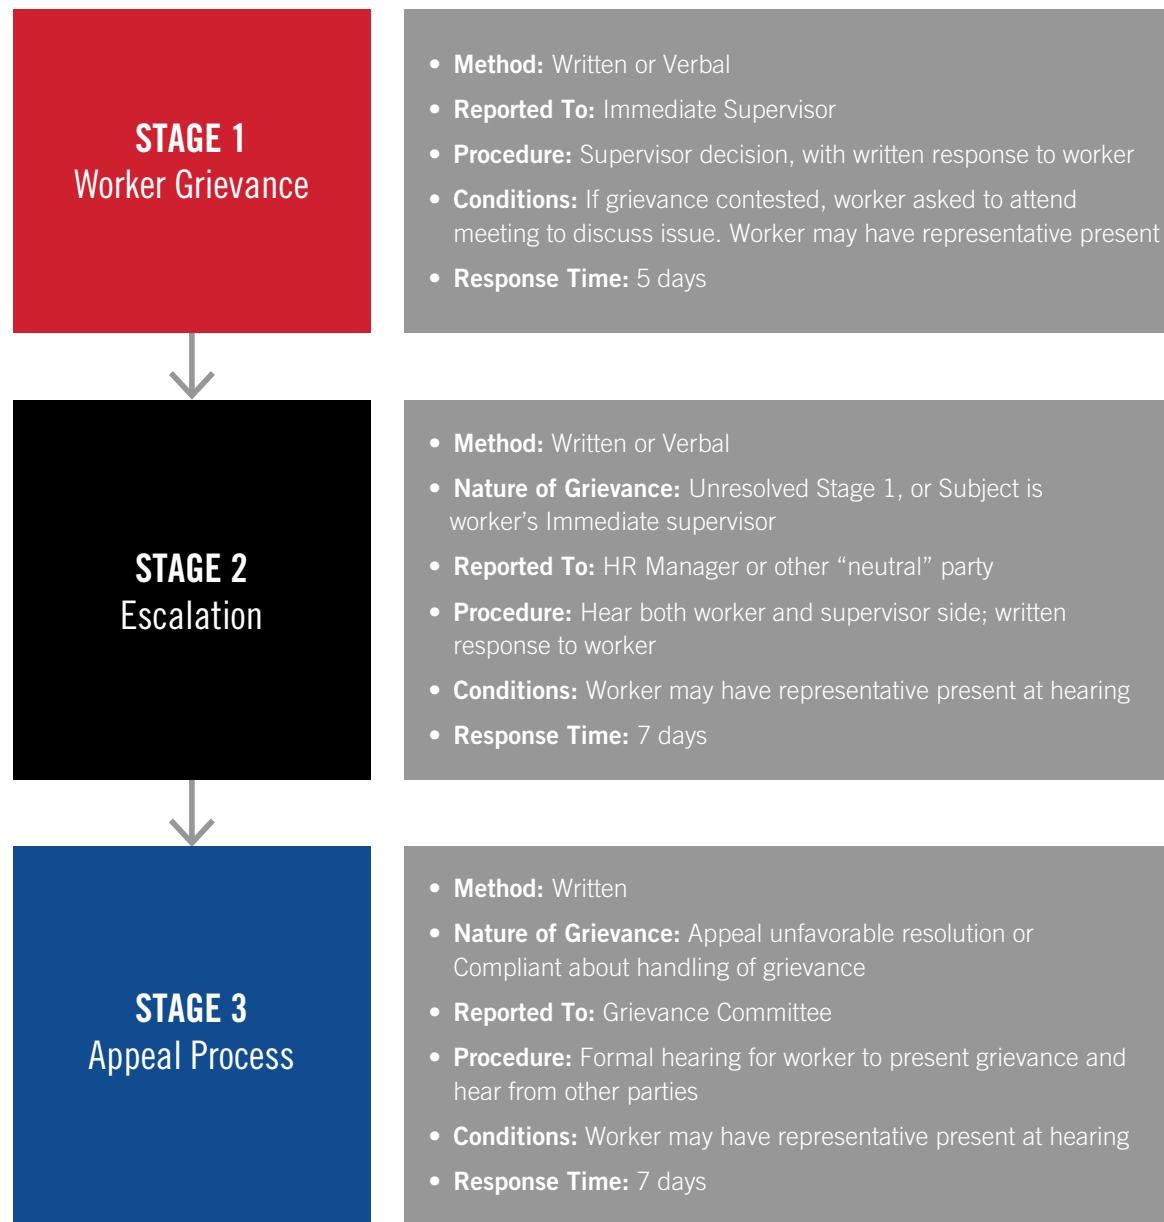 STAGE 1
Worker Grievance
• Method: Written or Verbal
• Reported To: Immediate Supervisor
• Procedure: Supervisor decision, with written response to worker
• Conditions: If grievance contested, worker asked to attend
meeting to discuss issue. Worker may have representative present
• Response Time: 5 days
STAGE 2
Escalation
• Method: Written or Verbal
• Nature of Grievance: Unresolved Stage 1, or Subject is
worker’s Immediate supervisor
• Reported To: HR Manager or other “neutral” party
• Procedure: Hear both worker and supervisor side; written
response to worker
• Conditions: Worker may have representative present at hearing
• Response Time: 7 days
STAGE 3
Appeal Process
• Method: Written
• Nature of Grievance: Appeal unfavorable resolution or
Compliant about handling of grievance
• Reported To: Grievance Committee
• Procedure: Formal hearing for worker to present grievance and
hear from other parties
• Conditions: Worker may have representative present at hearing
• Response Time: 7 days